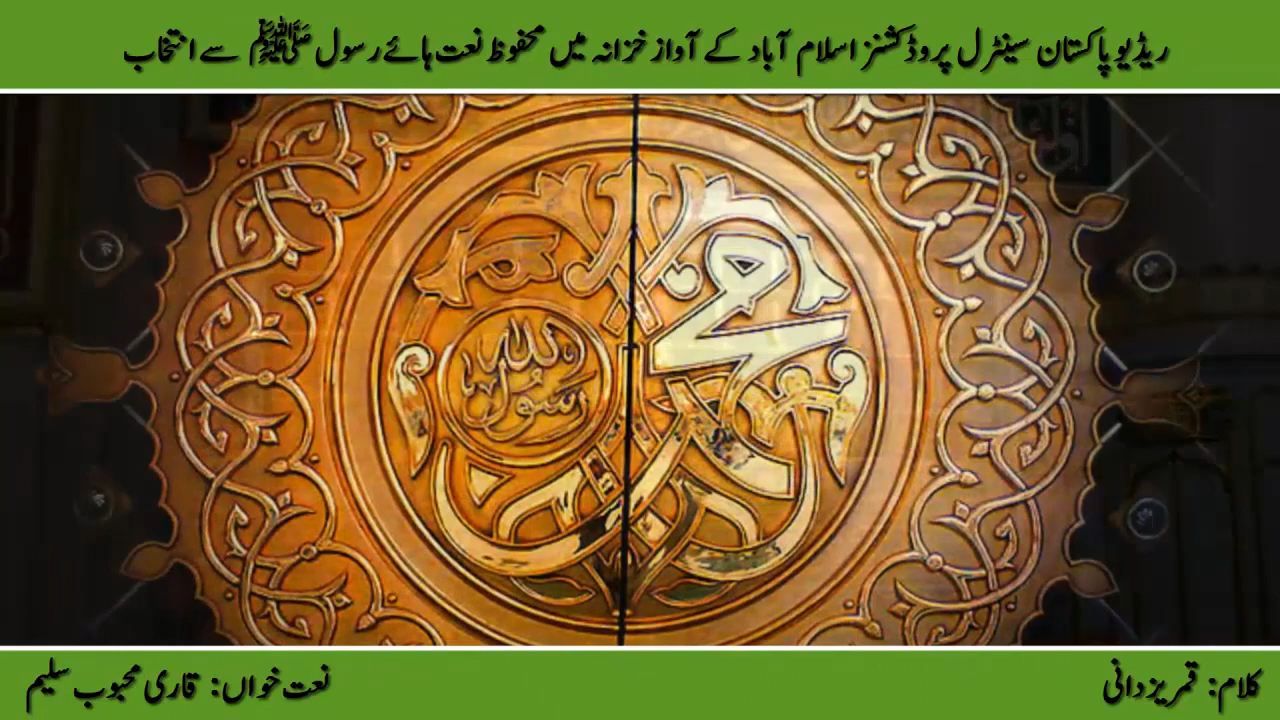 ریڈیو پاکستان سینٹرل پروڈکشنز اسلام آباد کے آواز خزانہ میں محفوظ نعت ہائے رسول ﷺ سے انتخاب
محمد
رسول الله
کلام: قمر یزدانی
نعت خواں: قاری محبوب سلیم